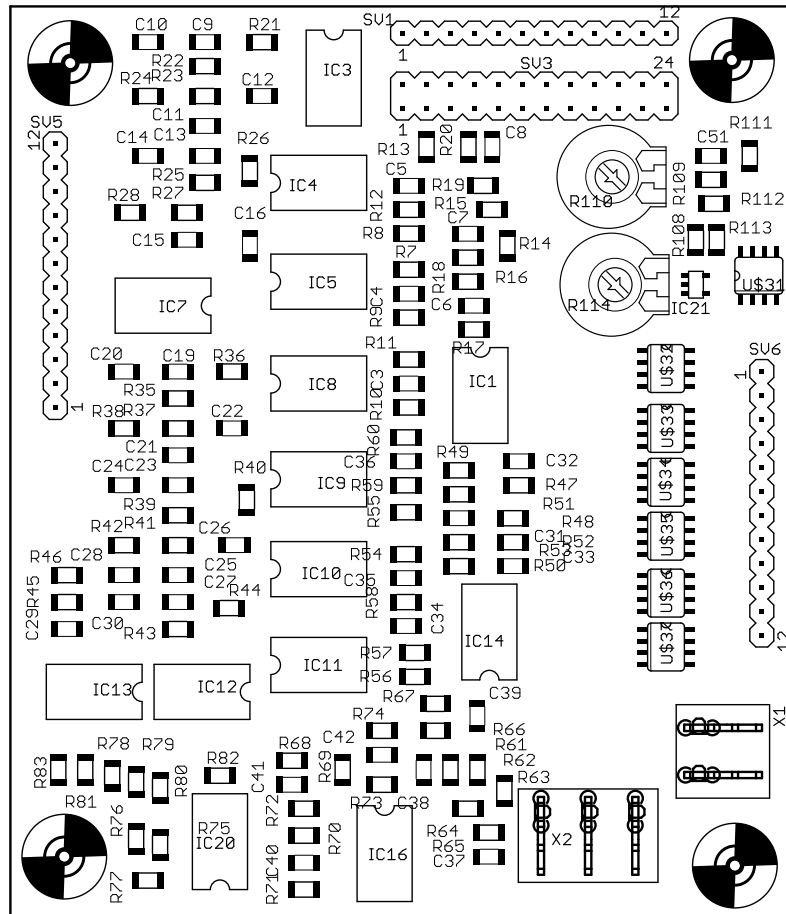 C10 C9 R21 SV1 12
R22 1
R24 R23 IC3 SV3 24
C12
C11 1
SV5 12 C14 C13 R26 R13 R20 C8 C51 R111
R25 IC4 C5 R19 R109
R28 R27 R12 R15 R110 R112
C16 C7
C15 R8 R14 R108 R113
R7 R18 R16
IC7 IC5 C4 C6 R114 IC21 U$31
R9
R11 R17 U$32 SV6
C20 C19 R36 IC8 C3 IC1 1
R35 R10
R38 R37 C22 R60 U$33
1
C21 C36 R49 C32
C24 C23 R40 IC9 R59 R47 U$34
R39 R55 R51
R42 R41 C26 C31 R48 U$35
R46 C28 R54 R53 R52
C25 IC10 C35 R50 C33
R45 C27 R44 R58 U$36
C29 C30 R43 C34 IC14 U$37 12
IC13 IC12 IC11 R57
R56
R67 C39
R74 R66 X1
R78 R79 R82 R68 C42 R61
R83 R80 C41 R69 R62
R81 R72 R73 C38 R63
R76 R75 R70 R64 X2
IC20 C40 IC16 R65
R77 R71 C37